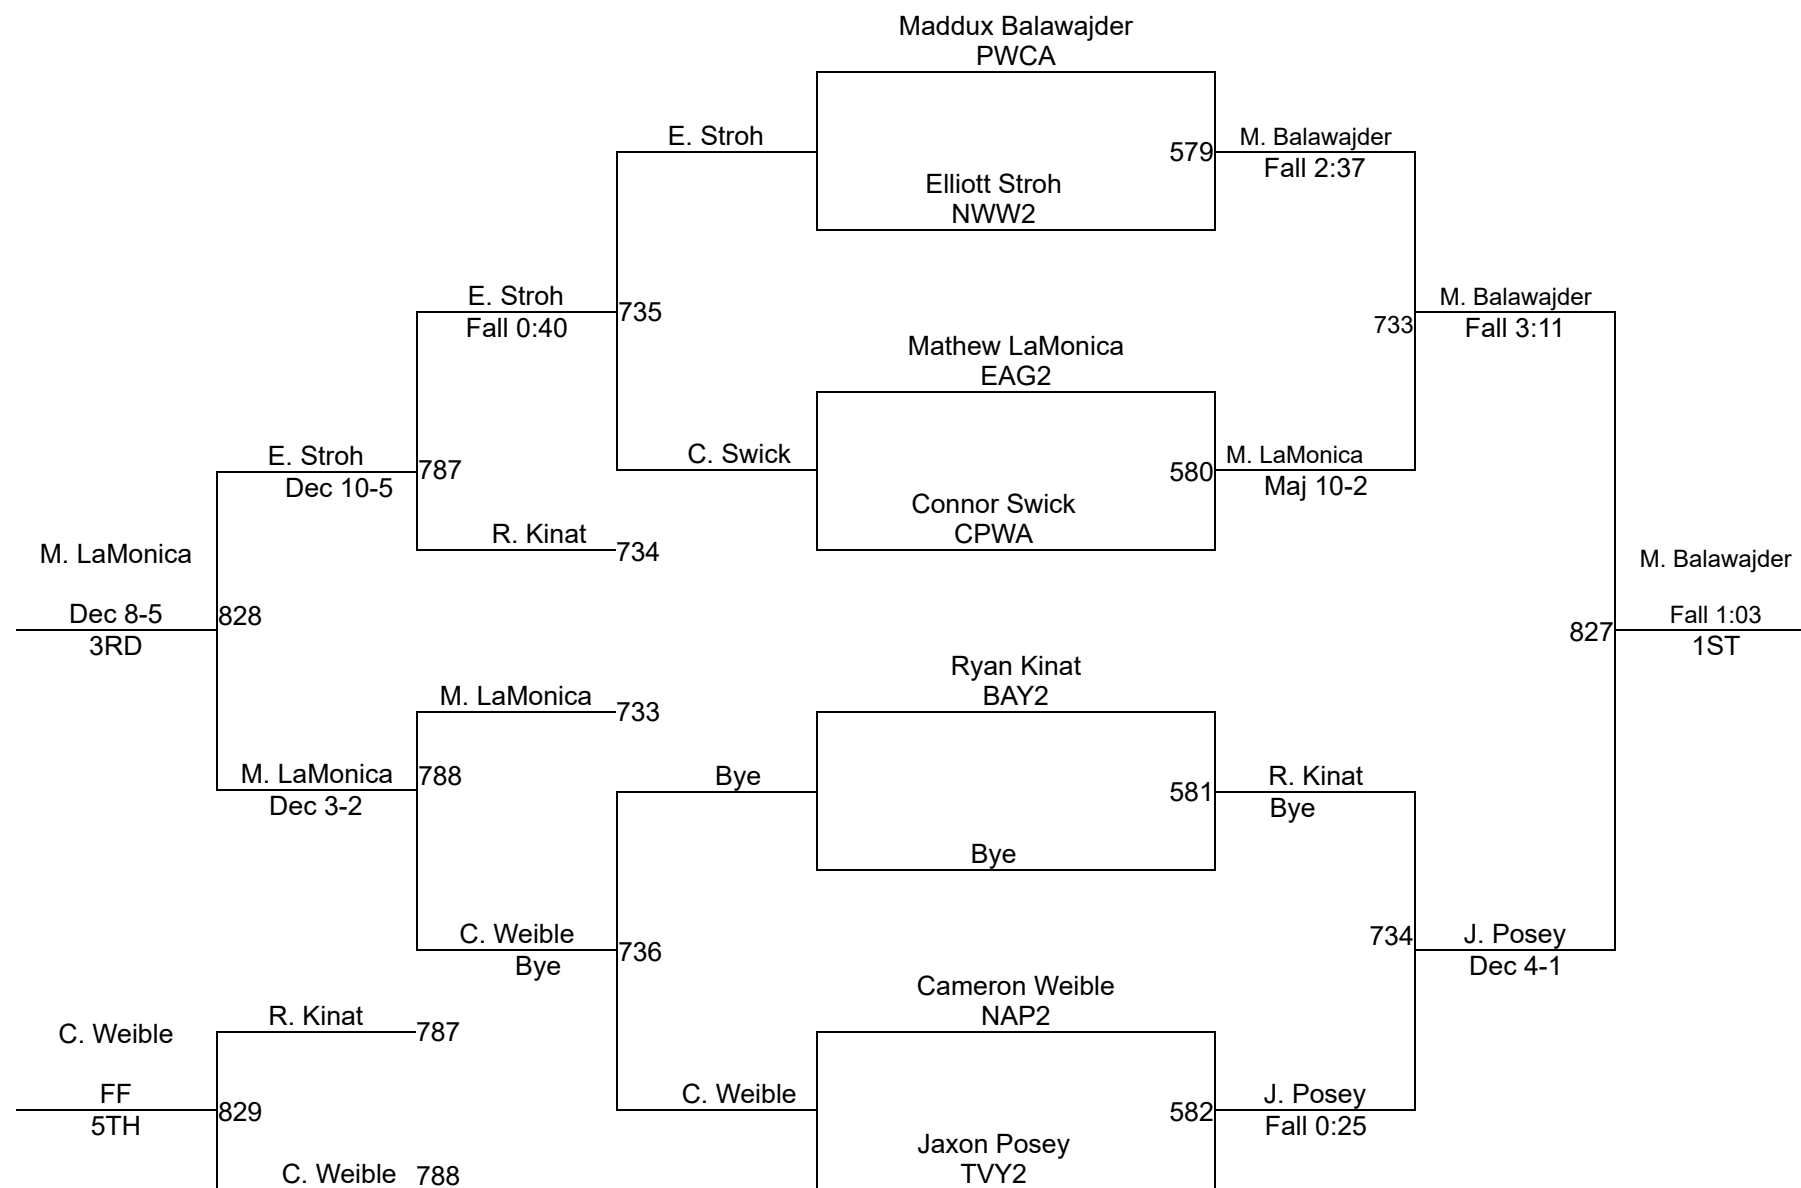 Maddux Balawajder
PWCA
E. Stroh
579
M. Balawajder
Fall 2:37
Elliott Stroh
NWW2
E. Stroh
Fall 0:40
735
M. Balawajder
Fall 3:11
733
Mathew LaMonica
EAG2
E. Stroh
Dec 10-5
787
C. Swick
580
M. LaMonica
Maj 10-2
Connor Swick
CPWA
R. Kinat
734
M. LaMonica
Dec 8-5
3RD
828
M. Balawajder
Fall 1:03
1ST
827
Ryan Kinat
BAY2
M. LaMonica
733
M. LaMonica
Dec 3-2
788
Bye
581
R. Kinat
Bye
Bye
C. Weible
Bye
736
734
J. Posey
Dec 4-1
Cameron Weible
NAP2
R. Kinat
787
C. Weible
FF
5TH
829
C. Weible
582
J. Posey
Fall 0:25
Jaxon Posey
TVY2
C. Weible
788